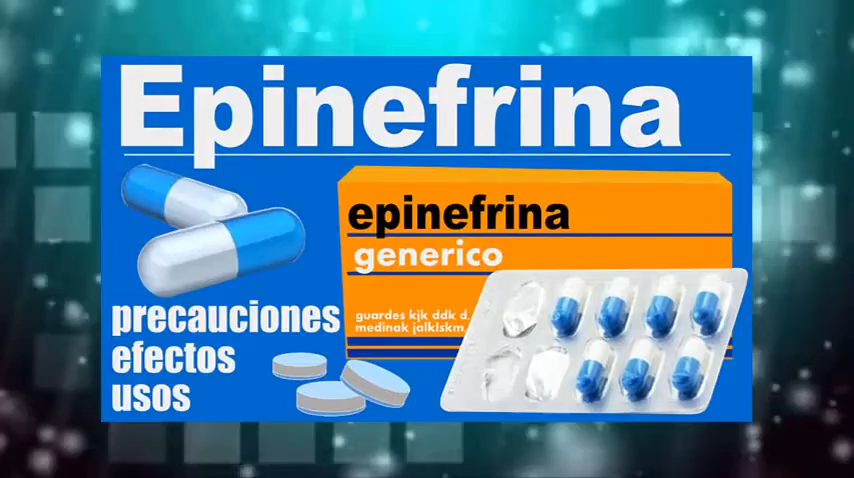 Epinefrina
epinefrina
generico
guardes kjk ddk d.
medinak jalklskm
precauciones
efectos
usos